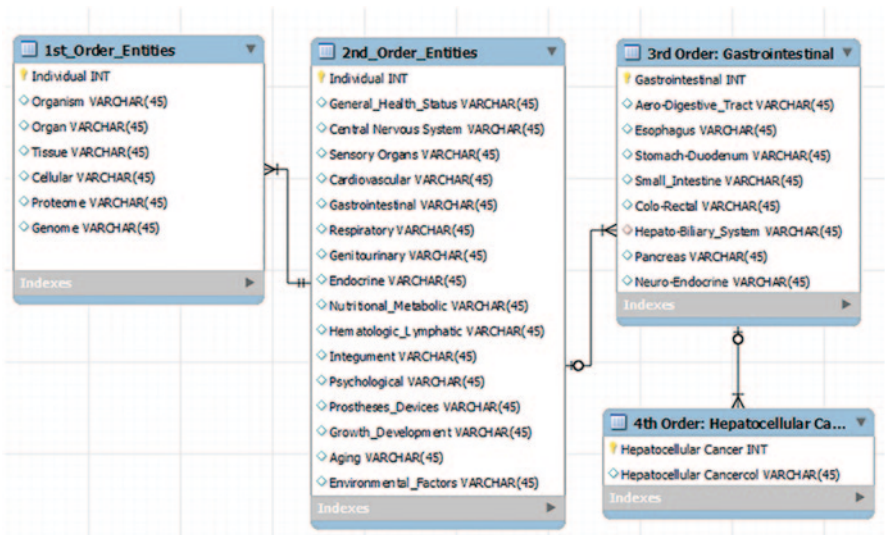 1st_Order_Entities
Individual INT
Organism VARCHAR(45)
Organ VARCHAR(45)
Tissue VARCHAR(45)
Cellular VARCHAR(45)
Proteome VARCHAR(45)
Genome VARCHAR(45)
Indexes
2nd_Order_Entities
Individual INT
General_Health_Status VARCHAR(45)
Central Nervous System VARCHAR(45)
Sensory Organs VARCHAR(45)
Cardiovascular VARCHAR(45)
Gastrointestinal VARCHAR(45)
Respiratory VARCHAR(45)
Genitourinary VARCHAR(45)
Endocrine VARCHAR(45)
Nutritional_Metabolic VARCHAR(45)
Hematologic_Lymphatic VARCHAR(45)
Integument VARCHAR(45)
Psychological VARCHAR(45)
Prostheses_Devices VARCHAR(45)
Growth_Development VARCHAR(45)
Aging VARCHAR(45)
Environmental_Factors VARCHAR(45)
Indexes
3rd Order: Gastrointestinal
Gastrointestinal INT
Aero-Digestive_Tract VARCHAR(45)
Esophagus VARCHAR(45)
Stomach-Duodenum VARCHAR(45)
Small_Intestine VARCHAR(45)
Colo-Rectal VARCHAR(45)
Hepato-Biliary_System VARCHAR(45)
Pancreas VARCHAR(45)
Neuro-Endocrine VARCHAR(45)
Indexes
4th Order: Hepatocellular Ca...
Hepatocellular Cancer INT
Hepatocellular Cancercol VARCHAR(45)
Indexes